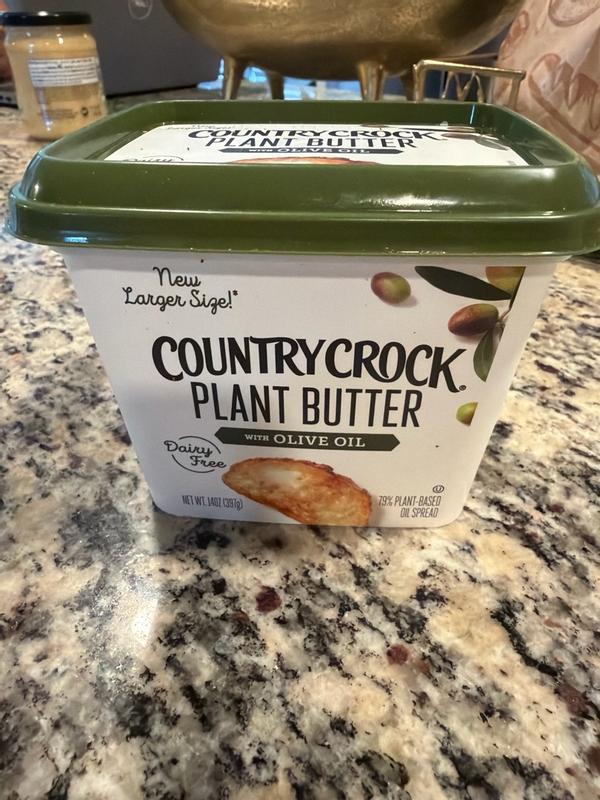 COUNTRY CROCK
PLANT BUTTER
WITH OLIVE OIL
New
Larger Size!*
COUNTRY CROCK®
PLANT BUTTER
WITH OLIVE OIL
Dairy
Free
NET WT. 14OZ (397g)
79% PLANT-BASED
OIL SPREAD